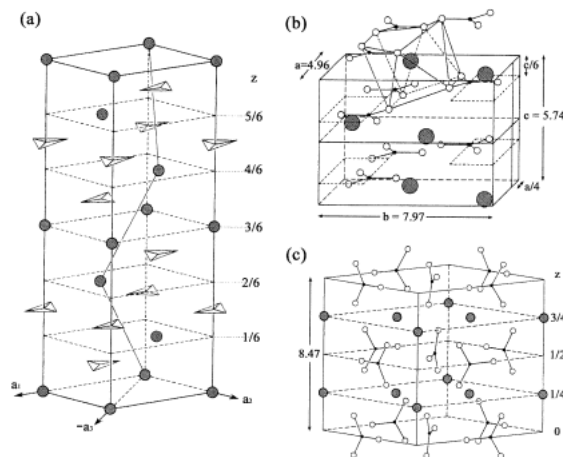 (a)
z
5/6
4/6
3/6
2/6
1/6
a₁
-a₃
a₂
(b)
a=4.96
c/6
c = 5.74
a/4
b = 7.97
(c)
z
3/4
8.47
1/2
1/4
0